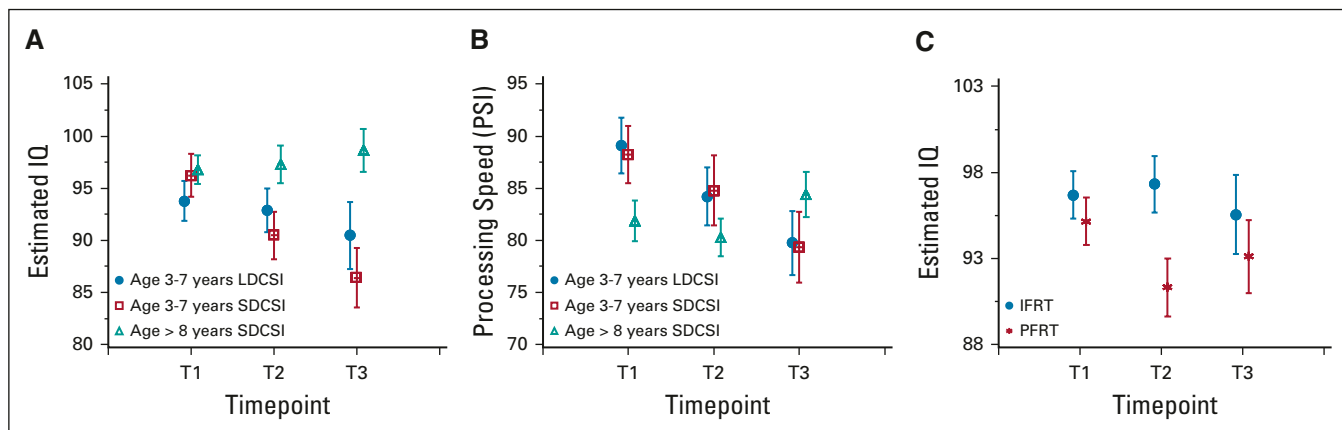 A
Estimated IQ
105
100
95
90
85
80
Age 3-7 years LDCSI
Age 3-7 years SDCSI
Age > 8 years SDCSI
T1 T2 T3
Timepoint
B
Processing Speed (PSI)
95
90
85
80
75
70
Age 3-7 years LDCSI
Age 3-7 years SDCSI
Age > 8 years SDCSI
T1 T2 T3
Timepoint
C
Estimated IQ
103
98
93
88
IFRT
PFRT
T1 T2 T3
Timepoint